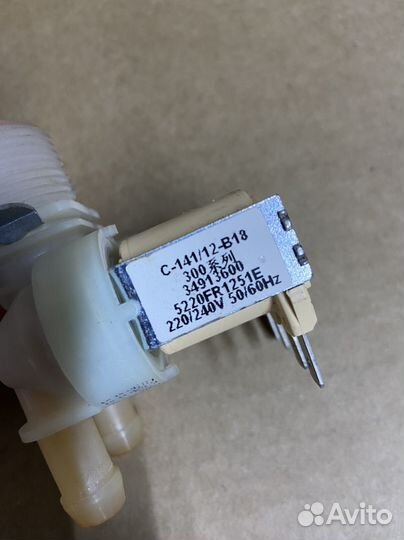 C-141/12-B18
300系列
34913600
5220FR1251E
220/240V 50/60Hz
Avito